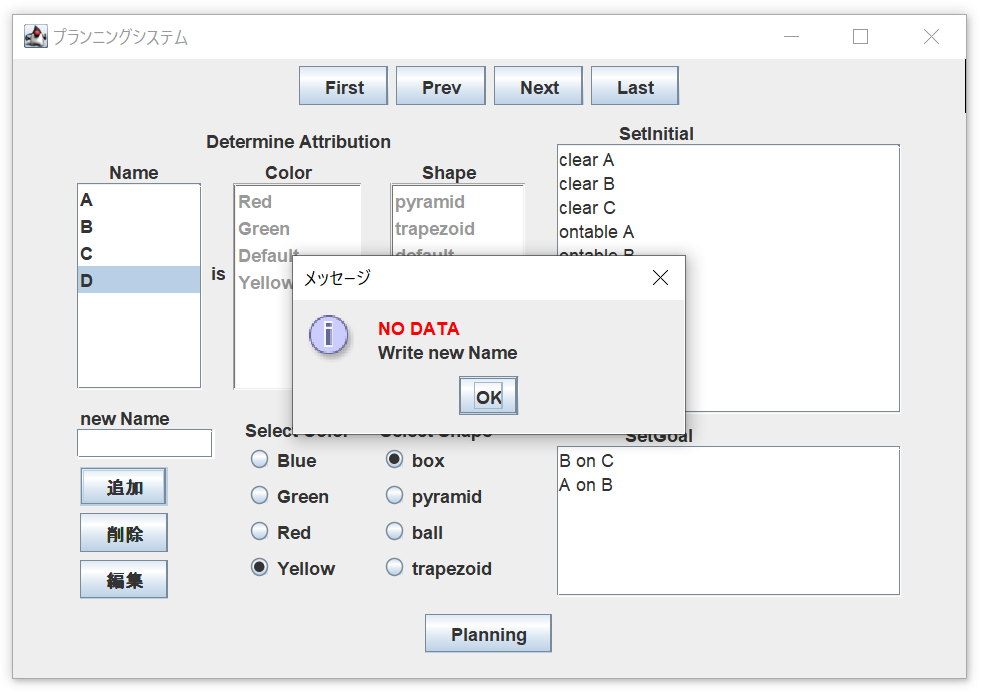 プランニングシステム
First Prev Next Last
Determine Attribution
SetInitial
Name Color Shape
A
B
C
D
is
Red
Green
Default
Yellow
pyramid
trapezoid
default
clear A
clear B
clear C
ontable A
ontable B
メッセージ
NO DATA
Write new Name
OK
new Name
追加
削除
編集
Select Color
Blue
Green
Red
Yellow
Select Shape
box
pyramid
ball
trapezoid
SetGoal
B on C
A on B
Planning